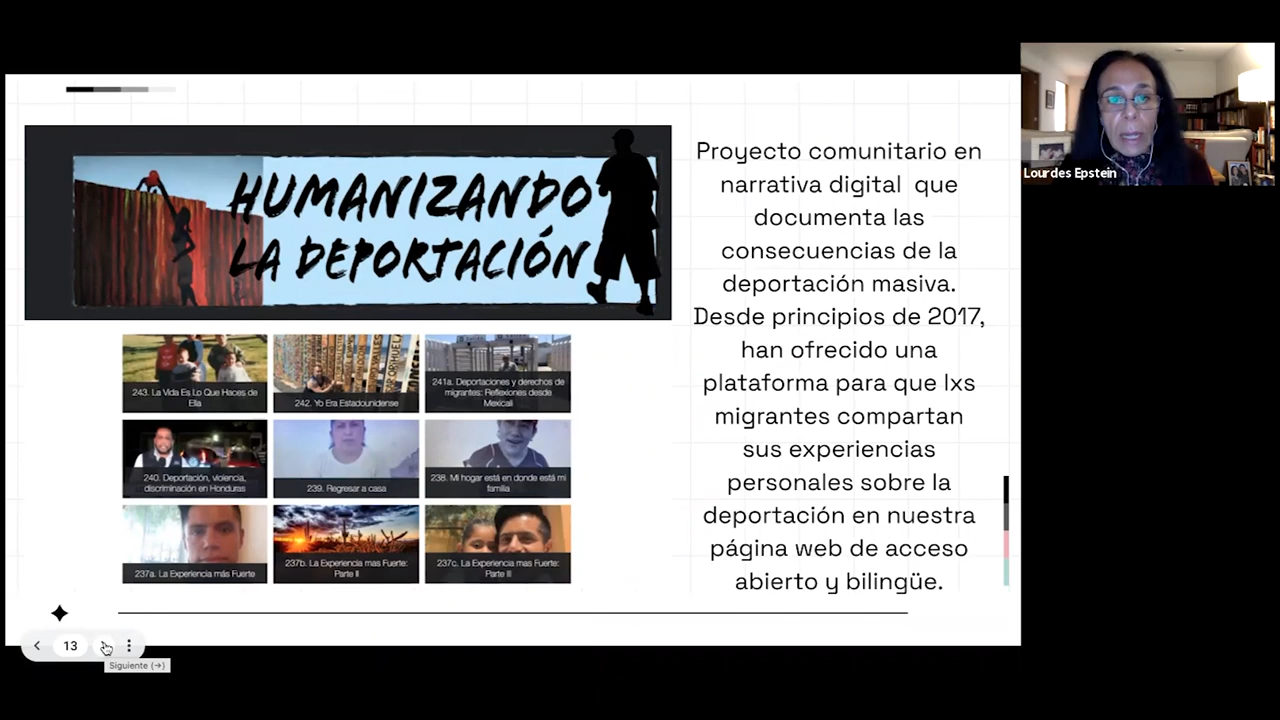 HUMANIZANDO
LA DEPORTACIÓN
243. La Vida Es Lo Que Haces de
Ella
242. Yo Era Estadounidense
241a. Deportaciones y derechos de
migrantes: Reflexiones desde
Mexicali
240. Deportación, violencia,
discriminación en Honduras
239. Regresar a casa
238. Mi hogar está en donde está mi
familia
237a. La Experiencia más Fuerte
237b. La Experiencia mas Fuerte:
Parte II
237c. La Experiencia mas Fuerte:
Parte III
Proyecto comunitario en
narrativa digital que
documenta las
consecuencias de la
deportación masiva.
Desde principios de 2017,
han ofrecido una
plataforma para que lxs
migrantes compartan
sus experiencias
personales sobre la
deportación en nuestra
página web de acceso
abierto y bilingüe.
13
Siguiente (→)
Lourdes Epstein